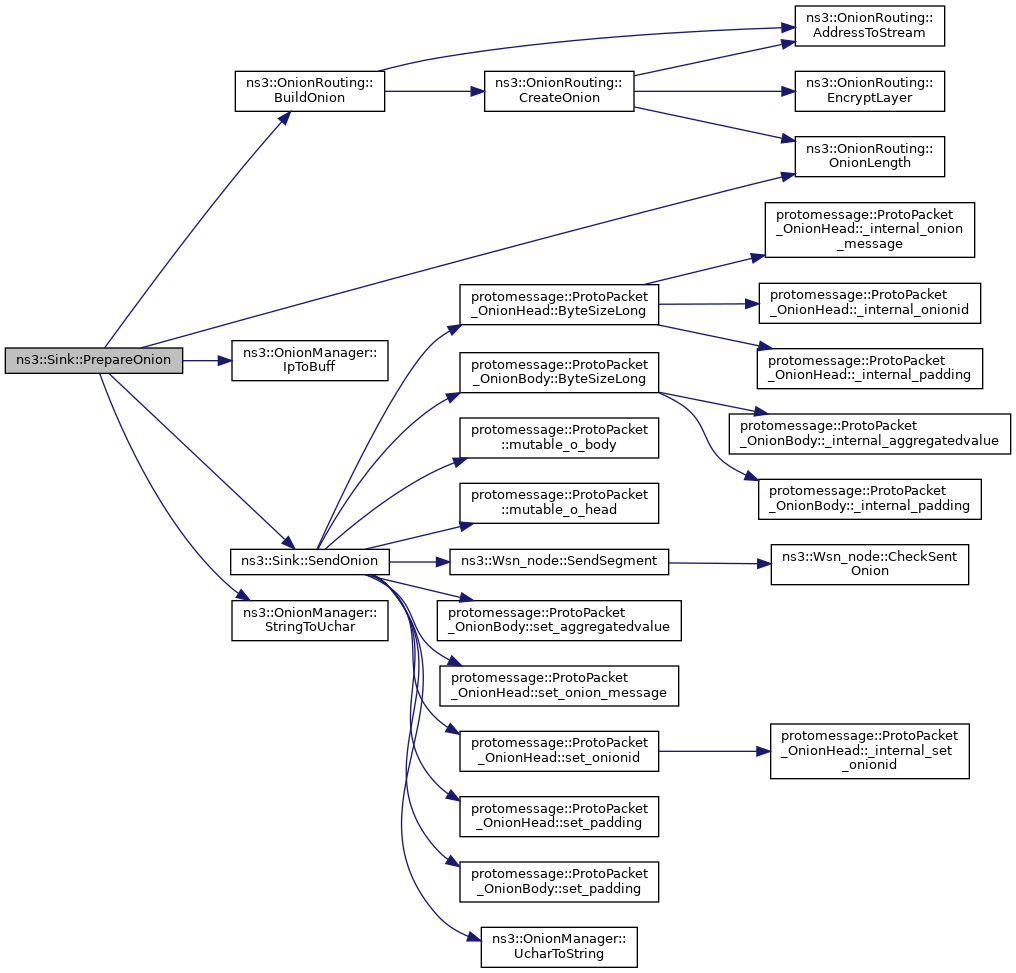 ns3::Sink::PrepareOnion
ns3::OnionRouting::
BuildOnion
ns3::OnionRouting::
CreateOnion
ns3::OnionRouting::
AddressToStream
ns3::OnionRouting::
EncryptLayer
ns3::OnionRouting::
OnionLength
ns3::OnionManager::
IpToBuff
ns3::Sink::SendOnion
protomessage::ProtoPacket
_OnionHead::ByteSizeLong
protomessage::ProtoPacket
_OnionHead::_internal_onion
_message
protomessage::ProtoPacket
_OnionHead::_internal_onionid
protomessage::ProtoPacket
_OnionHead::_internal_padding
protomessage::ProtoPacket
_OnionBody::ByteSizeLong
protomessage::ProtoPacket
_OnionBody::_internal_aggregatedvalue
protomessage::ProtoPacket
_OnionBody::_internal_padding
protomessage::ProtoPacket
::mutable_o_body
protomessage::ProtoPacket
::mutable_o_head
ns3::Wsn_node::SendSegment
ns3::Wsn_node::CheckSent
Onion
protomessage::ProtoPacket
_OnionBody::set_aggregatedvalue
protomessage::ProtoPacket
_OnionHead::set_onion_message
protomessage::ProtoPacket
_OnionHead::set_onionid
protomessage::ProtoPacket
_OnionHead::_internal_set
_onionid
protomessage::ProtoPacket
_OnionHead::set_padding
protomessage::ProtoPacket
_OnionBody::set_padding
ns3::OnionManager::
UcharToString
ns3::OnionManager::
StringToUchar